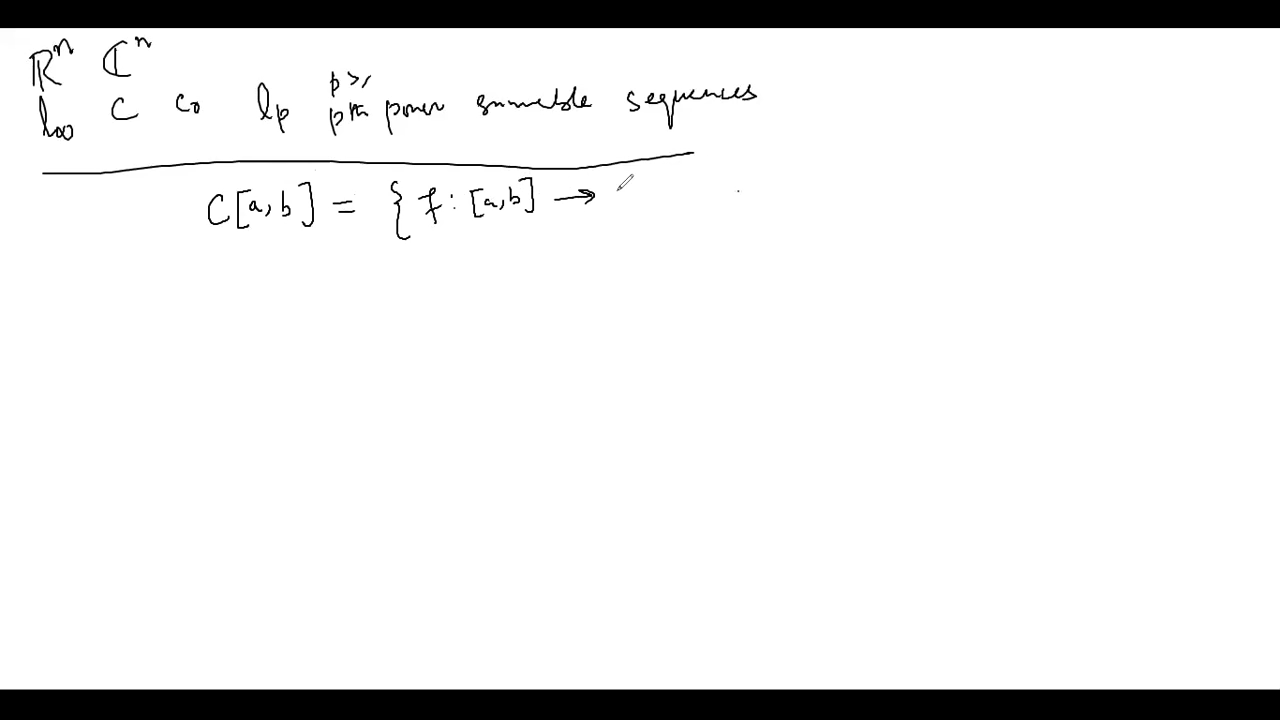 ℝⁿ ℂⁿ
l∞ C C₀ lₚ p≥1 pth power summable sequences
C[a,b] = { f : [a,b] →